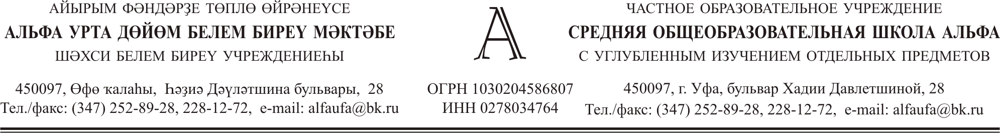 АЙЫРЫМ ФӘНДӘРҘЕ ТӨПЛӨ ӨЙРӘНЕҮСЕ
АЛЬФА УРТА ДӨЙӨМ БЕЛЕМ БИРЕҮ МӘКТӘБЕ
ШӘХСИ БЕЛЕМ БИРЕҮ УЧРЕЖДЕНИЕҺЫ
450097, Өфө ҡалаһы, Һәҙиә Дәүләтшина бульвары, 28
Тел./факс: (347) 252-89-28, 228-12-72, e-mail: alfaufa@bk.ru
А
ОГРН 1030204586807
ИНН 0278034764
ЧАСТНОЕ ОБРАЗОВАТЕЛЬНОЕ УЧРЕЖДЕНИЕ
СРЕДНЯЯ ОБЩЕОБРАЗОВАТЕЛЬНАЯ ШКОЛА АЛЬФА
С УГЛУБЛЕННЫМ ИЗУЧЕНИЕМ ОТДЕЛЬНЫХ ПРЕДМЕТОВ
450097, г. Уфа, бульвар Хадии Давлетшиной, 28
Тел./факс: (347) 252-89-28, 228-12-72, e-mail: alfaufa@bk.ru